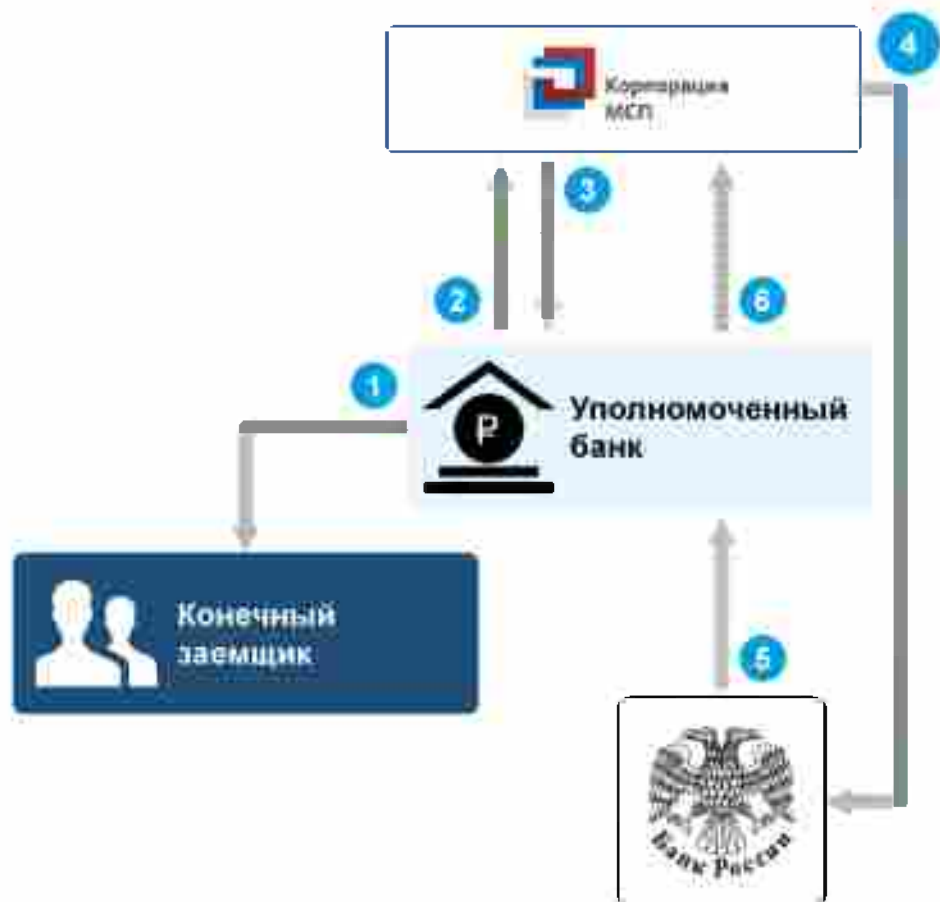 4
Корпорация
МСП
3
2
6
1
Уполномоченный
банк
Р
Конечный
заемщик
5
Банк России